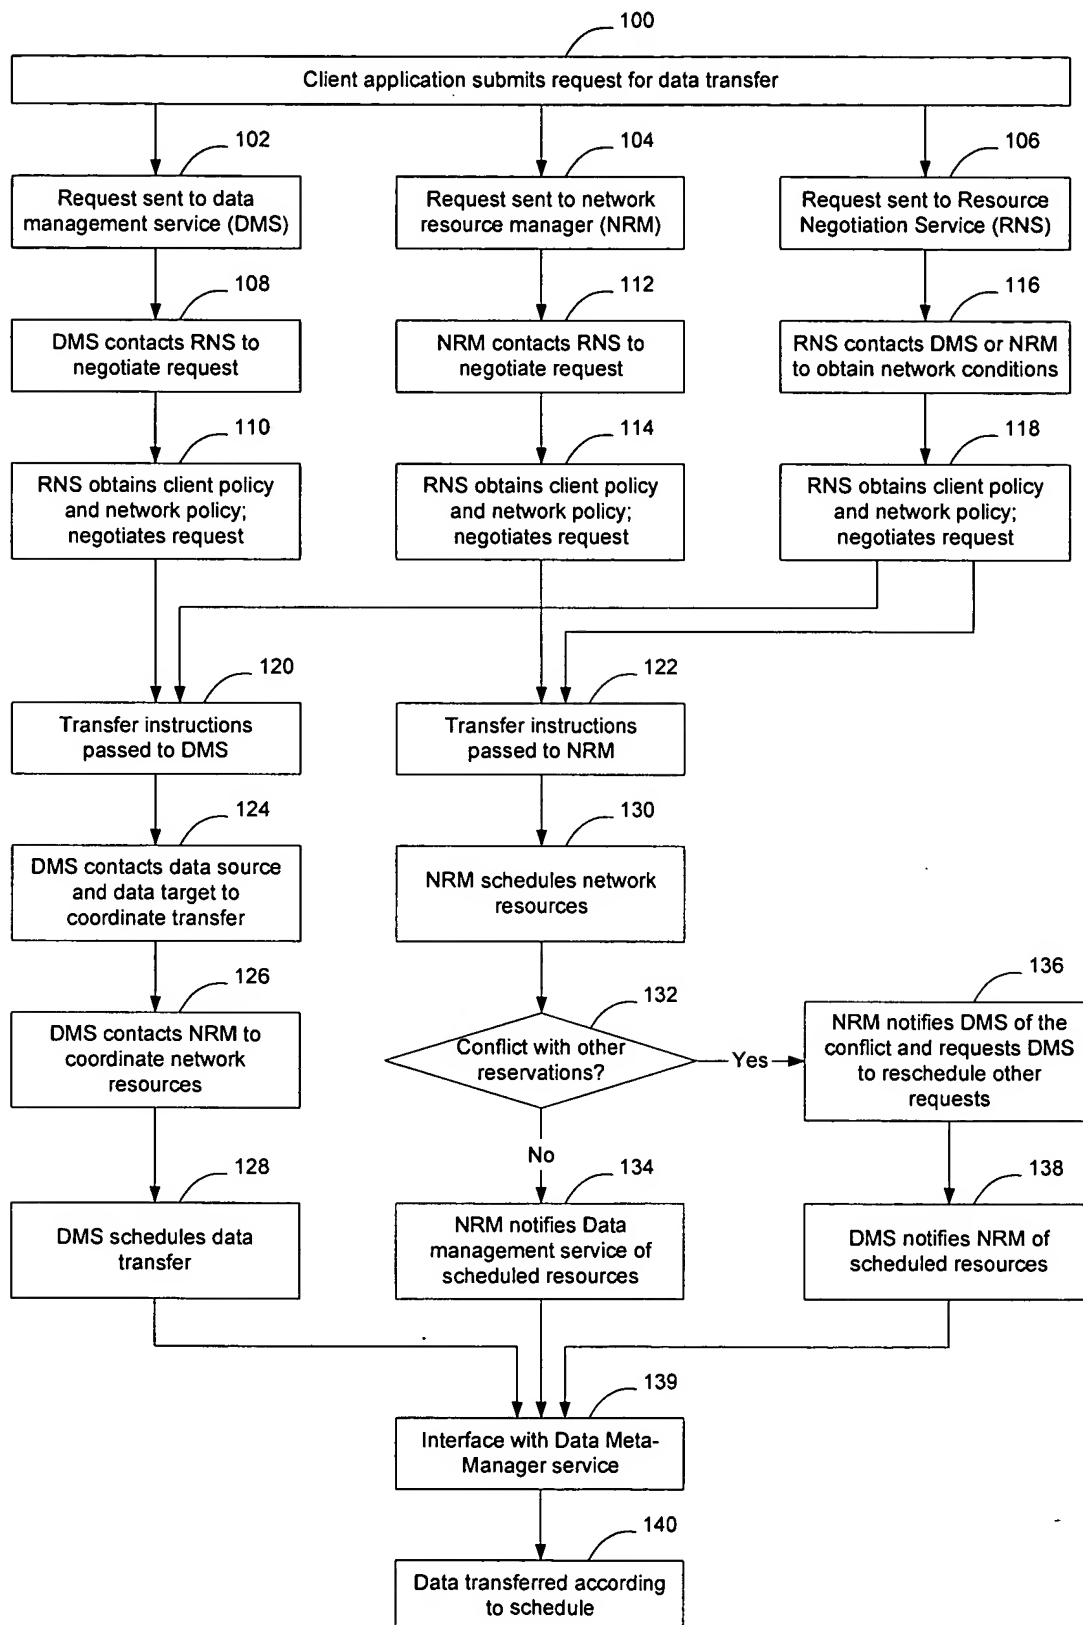 100
Client application submits request for data transfer
102
104
106
Request sent to data
management service (DMS)
Request sent to network
resource manager (NRM)
Request sent to Resource
Negotiation Service (RNS)
108
112
116
DMS contacts RNS to
negotiate request
NRM contacts RNS to
negotiate request
RNS contacts DMS or NRM
to obtain network conditions
110
114
118
RNS obtains client policy
and network policy;
negotiates request
RNS obtains client policy
and network policy;
negotiates request
RNS obtains client policy
and network policy;
negotiates request
120
122
Transfer instructions
passed to DMS
Transfer instructions
passed to NRM
124
130
DMS contacts data source
and data target to
coordinate transfer
NRM schedules network
resources
126
132
136
DMS contacts NRM to
coordinate network
resources
Conflict with other
reservations?
Yes
NRM notifies DMS of the
conflict and requests DMS
to reschedule other
requests
No
128
134
138
DMS schedules data
transfer
NRM notifies Data
management service of
scheduled resources
DMS notifies NRM of
scheduled resources
139
Interface with Data Meta-
Manager service
140
Data transferred according
to schedule